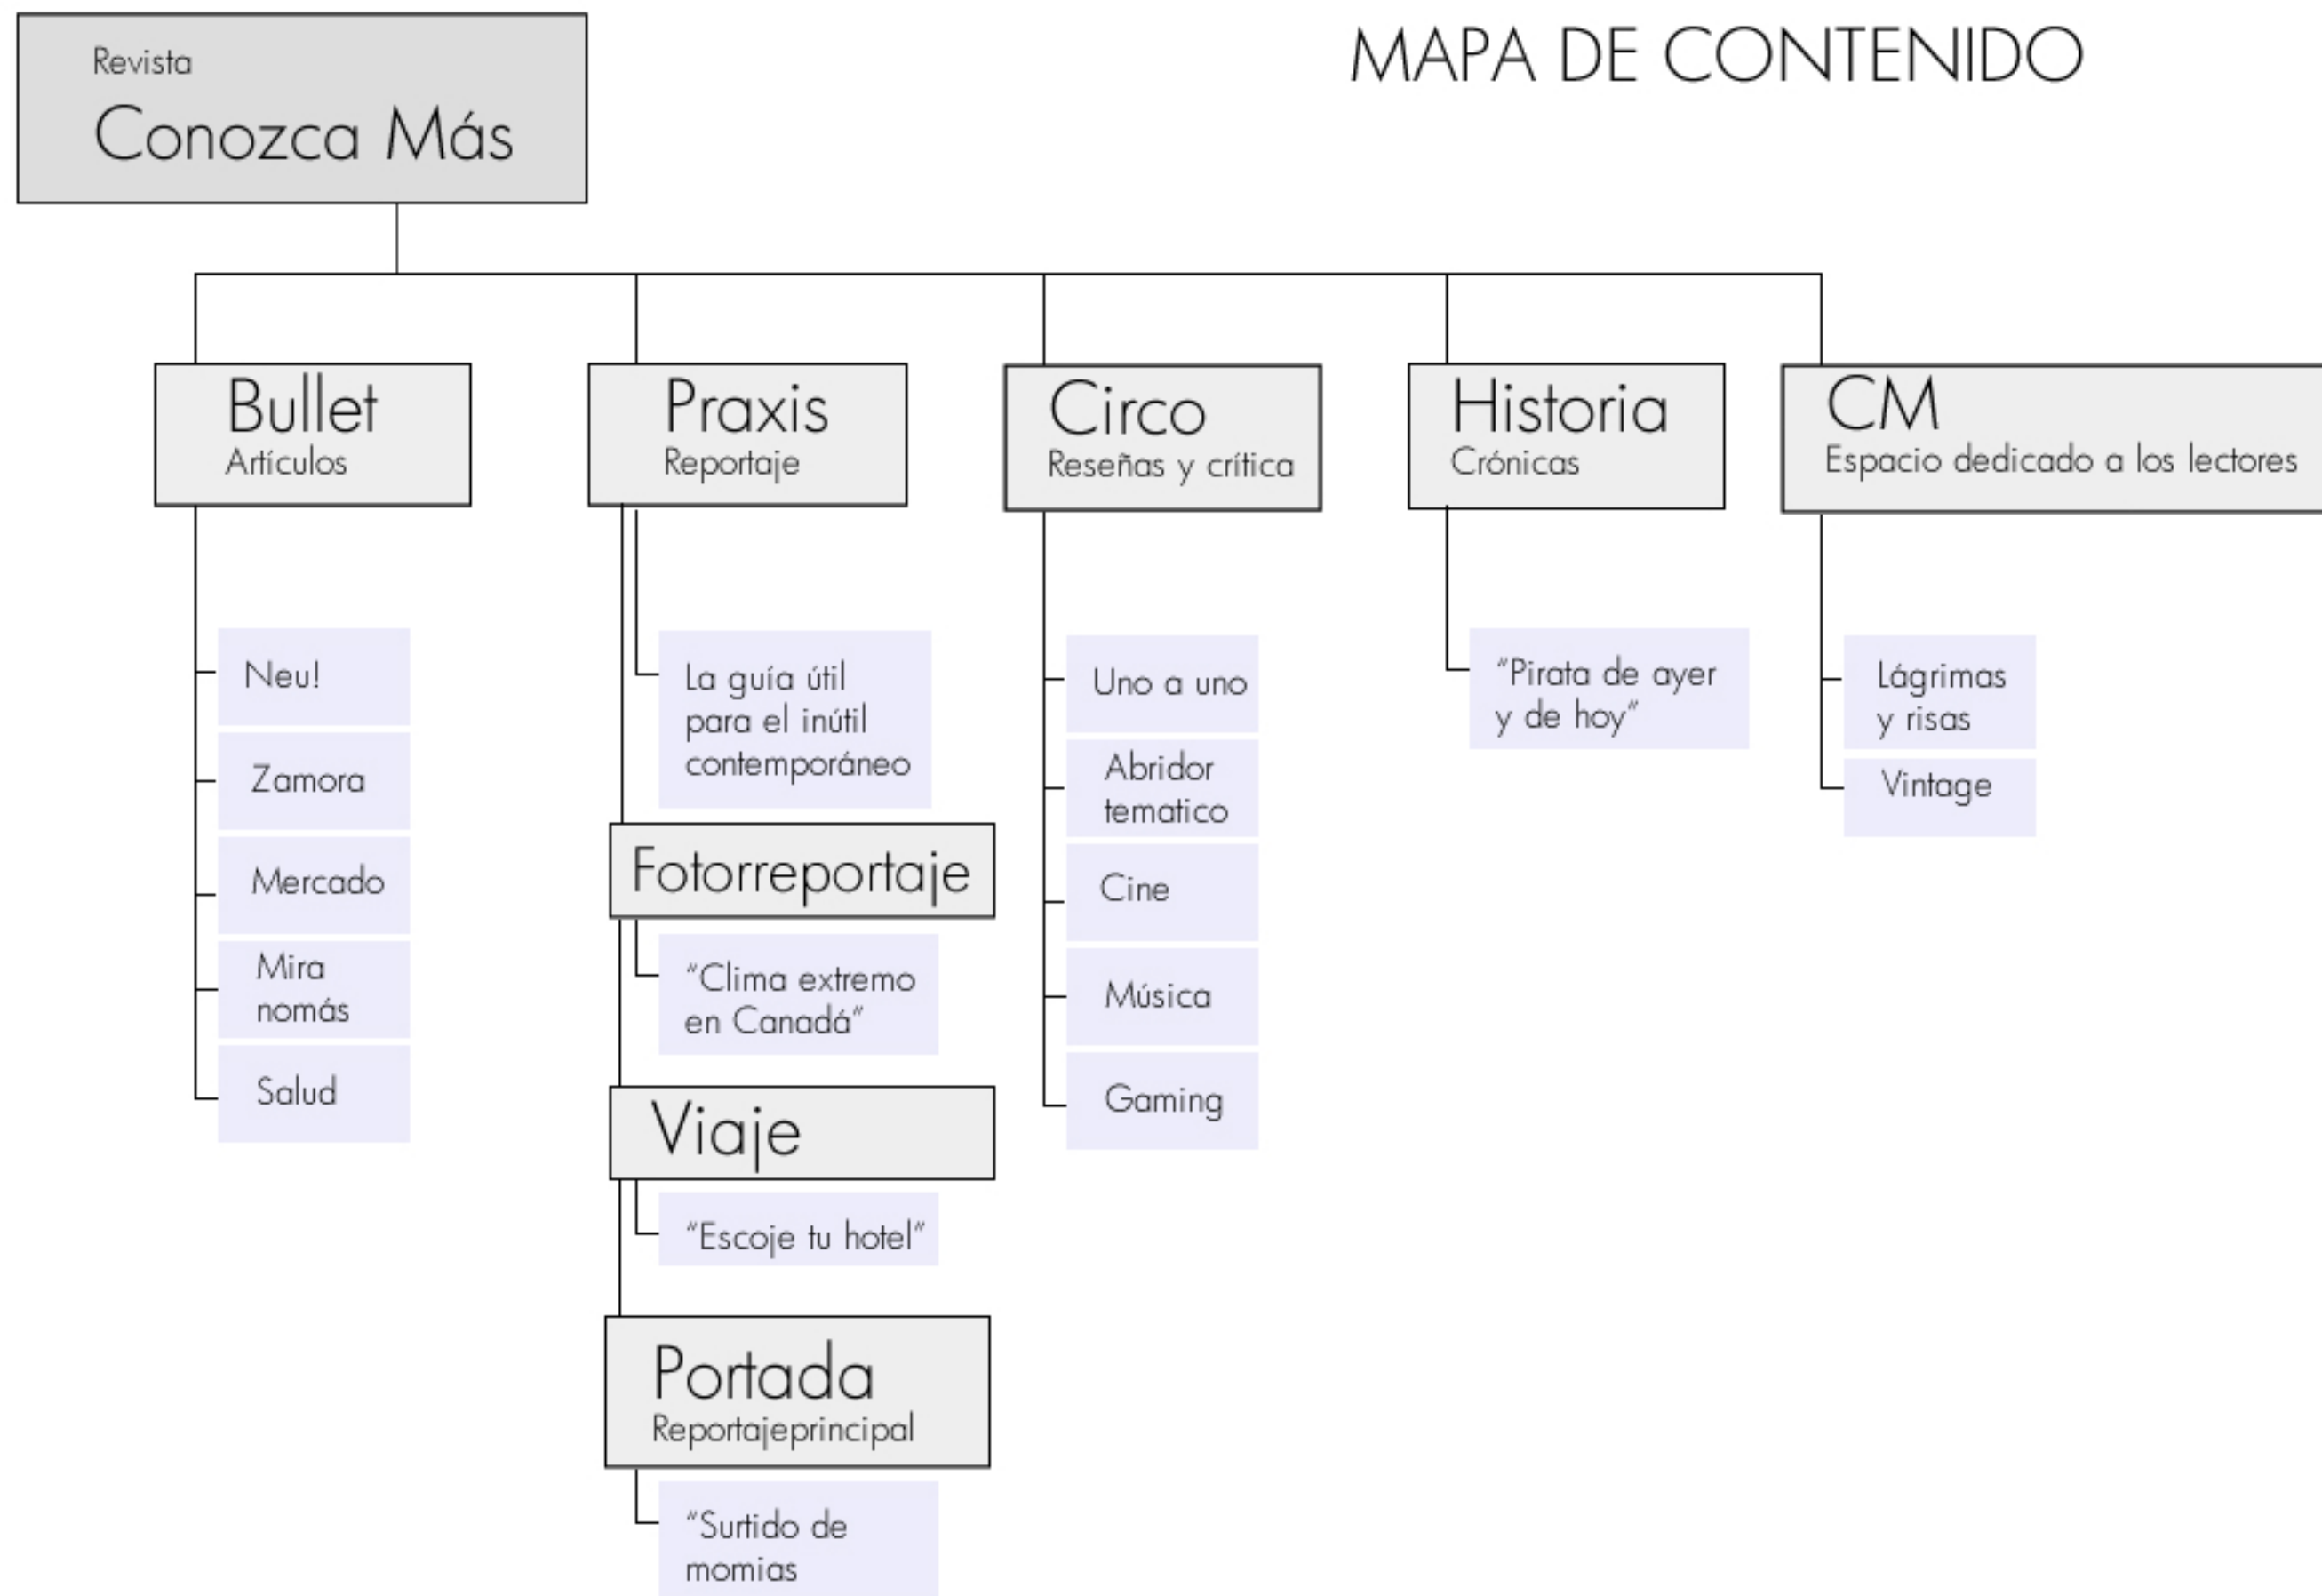 MAPA DE CONTENIDO
Revista
Conozca Más
Bullet
Artículos
Neu!
Zamora
Mercado
Mira
nomás
Salud
Praxis
Reportaje
La guía útil
para el inútil
contemporáneo
Fotorreportaje
“Clima extremo
en Canadá”
Viaje
“Escoje tu hotel”
Portada
Reportajeprincipal
“Surtido de
momias
Circo
Reseñas y crítica
Uno a uno
Abridor
tematico
Cine
Música
Gaming
Historia
Crónicas
“Pirata de ayer
y de hoy”
CM
Espacio dedicado a los lectores
Lágrimas
y risas
Vintage